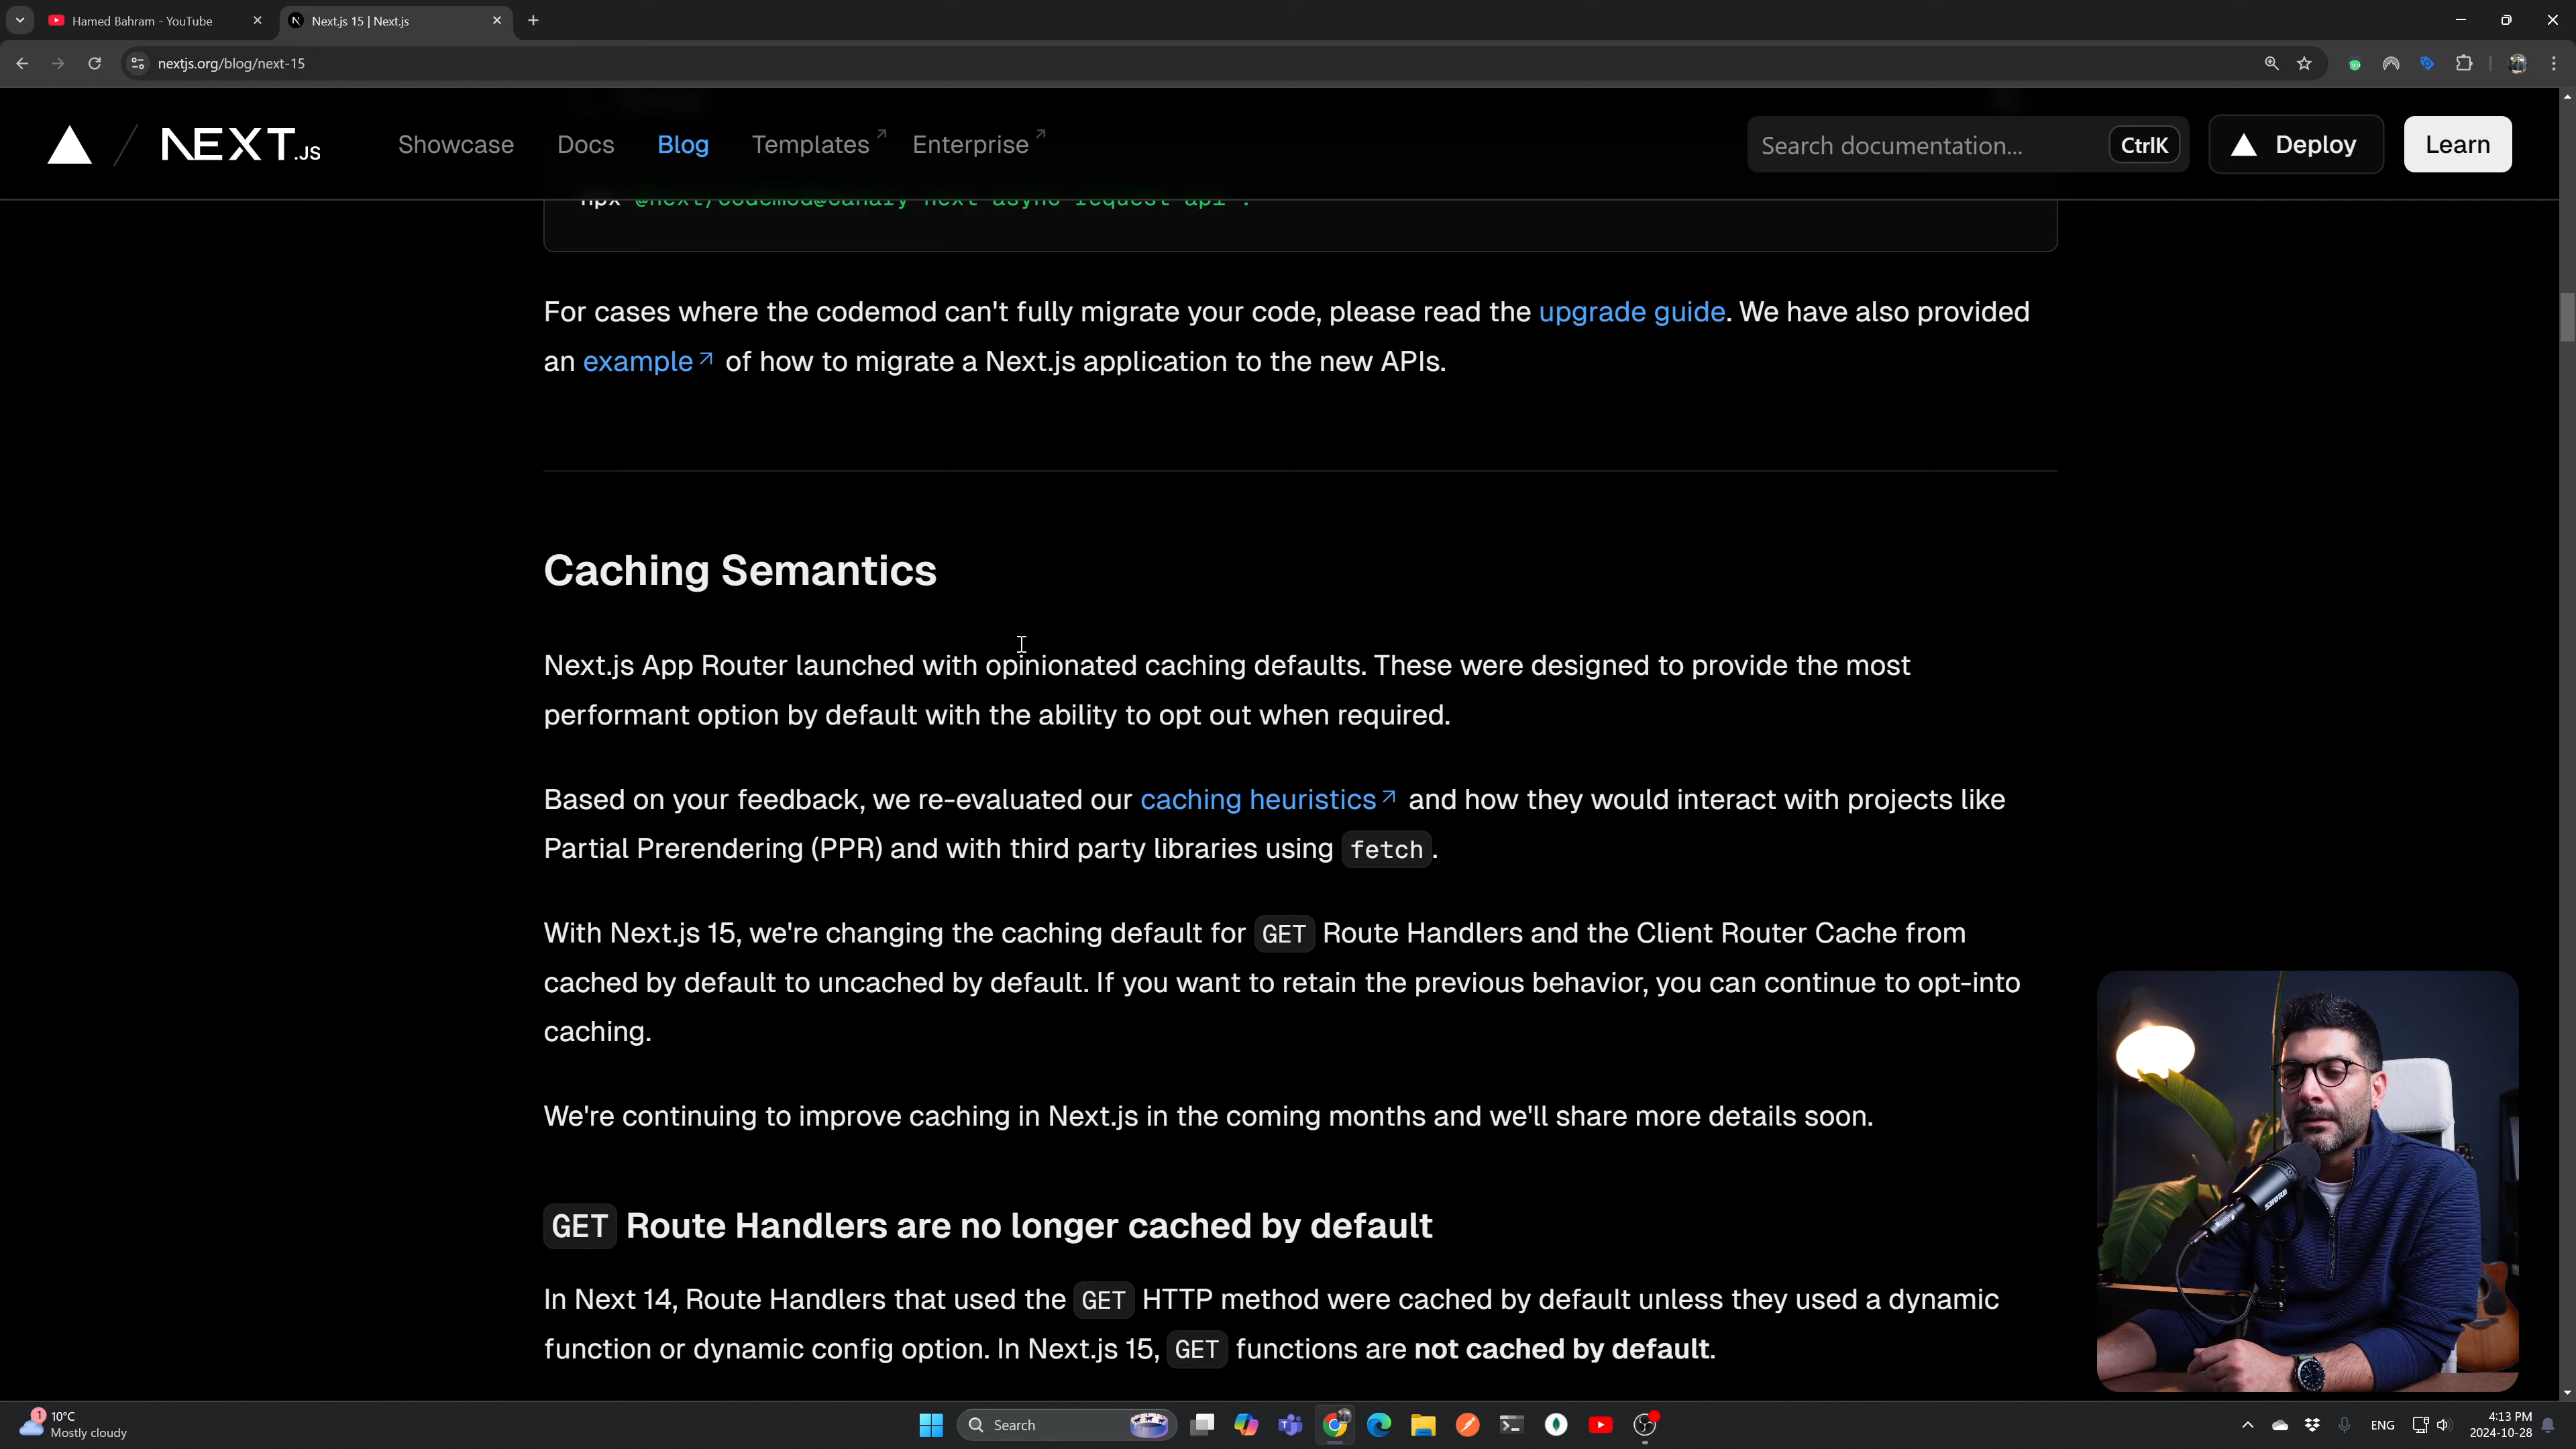 Hamed Bahram - YouTube
Next.js 15 | Next.js
nextjs.org/blog/next-15
NEXT.JS
Showcase
Docs
Blog
Templates
Enterprise
Search documentation...
CtrlK
Deploy
Learn
npx @next/codemod@canary next-async-request-api .
For cases where the codemod can't fully migrate your code, please read the upgrade guide. We have also provided
an example of how to migrate a Next.js application to the new APIs.
Caching Semantics
Next.js App Router launched with opinionated caching defaults. These were designed to provide the most
performant option by default with the ability to opt out when required.
Based on your feedback, we re-evaluated our caching heuristics and how they would interact with projects like
Partial Prerendering (PPR) and with third party libraries using fetch.
With Next.js 15, we're changing the caching default for GET Route Handlers and the Client Router Cache from
cached by default to uncached by default. If you want to retain the previous behavior, you can continue to opt-into
caching.
We're continuing to improve caching in Next.js in the coming months and we'll share more details soon.
GET Route Handlers are no longer cached by default
In Next 14, Route Handlers that used the GET HTTP method were cached by default unless they used a dynamic
function or dynamic config option. In Next.js 15, GET functions are not cached by default.
1
10°C
Mostly cloudy
Search
ENG
4:13 PM
2024-10-28